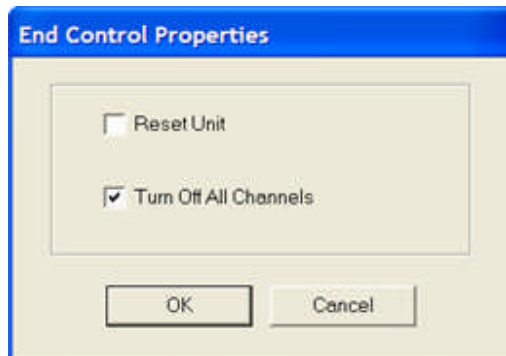 End Control Properties
Reset Unit
Turn Off All Channels
OK Cancel